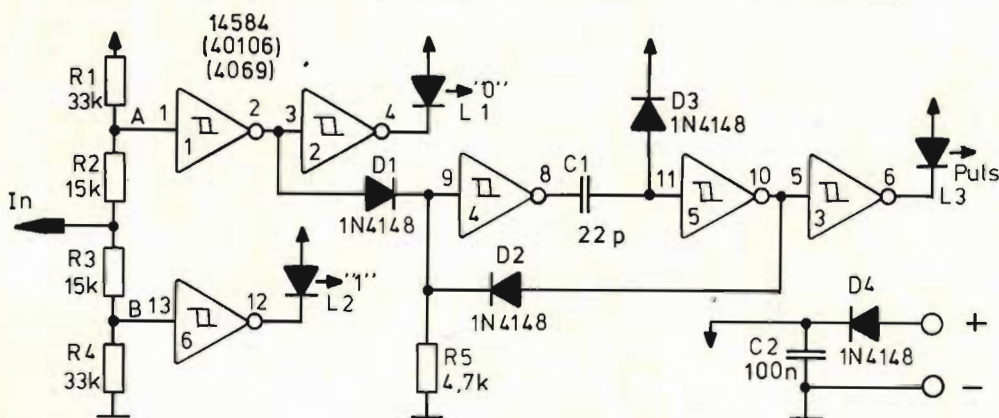 14584
(40106)
(4069)
R1
33k
A
1
2
3
4
"0"
L1
1
2
R2
15k
D1
1N4148
In
R3
15k
B
13
12
"1"
L2
6
R4
33k
9
8
4
C1
22p
D3
1N4148
11
10
5
5
6
3
Puls
L3
D2
1N4148
R5
4,7k
D4
1N4148
+
C2
100n
-